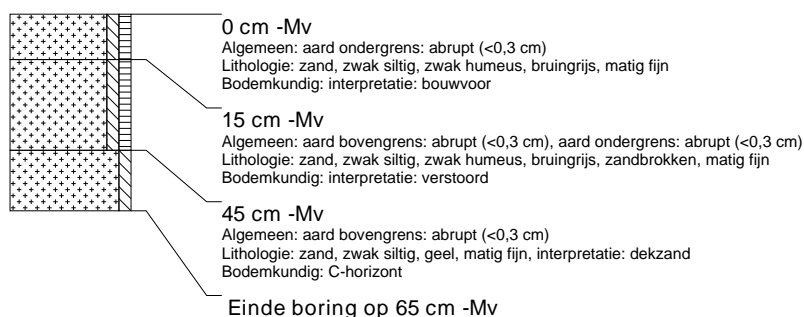 0 cm -Mv
Algemeen: aard ondergrens: abrupt (<0,3 cm)
Lithologie: zand, zwak siltig, zwak humeus, bruingrijs, matig fijn
Bodemkundig: interpretatie: bouwvoor
15 cm -Mv
Algemeen: aard bovengrens: abrupt (<0,3 cm), aard ondergrens: abrupt (<0,3 cm)
Lithologie: zand, zwak siltig, zwak humeus, bruingrijs, zandbrokken, matig fijn
Bodemkundig: interpretatie: verstoord
45 cm -Mv
Algemeen: aard bovengrens: abrupt (<0,3 cm)
Lithologie: zand, zwak siltig, geel, matig fijn, interpretatie: dekzand
Bodemkundig: C-horizont
Einde boring op 65 cm -Mv